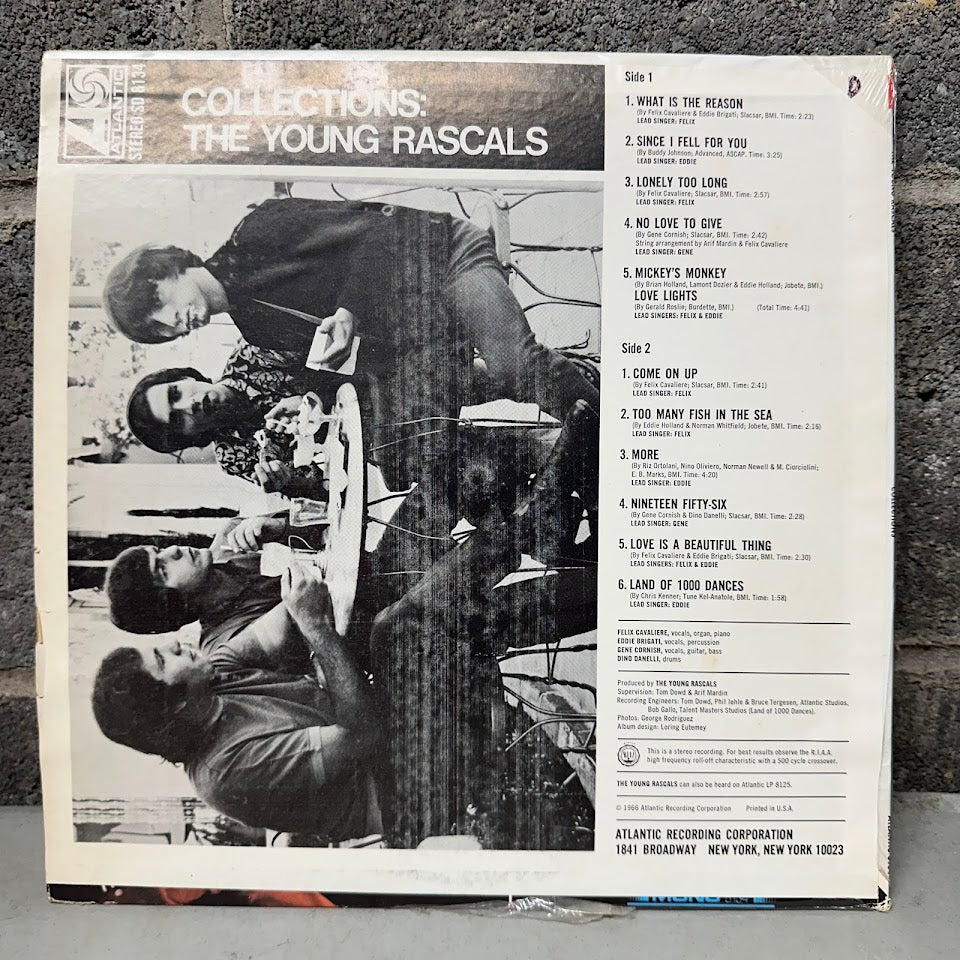 ATLANTIC
STEREO-SD 8134
COLLECTIONS:
THE YOUNG RASCALS
Side 1
1. WHAT IS THE REASON
(By Felix Cavaliere & Eddie Brigati; Slacsar, BMI. Time: 2:23)
LEAD SINGER: FELIX
2. SINCE I FELL FOR YOU
(By Buddy Johnson; Advanced, ASCAP. Time: 3:25)
LEAD SINGER: EDDIE
3. LONELY TOO LONG
(By Felix Cavaliere; Slacsar, BMI. Time: 2:57)
LEAD SINGER: FELIX
4. NO LOVE TO GIVE
(By Gene Cornish; Slacsar, BMI. Time: 2:42)
String arrangement by Arif Mardin & Felix Cavaliere
LEAD SINGER: GENE
5. MICKEY'S MONKEY
(By Brian Holland, Lamont Dozier & Eddie Holland; Jobete, BMI.)
LOVE LIGHTS
(By Gerald Roslie; Burdette, BMI.) (Total Time: 4:41)
LEAD SINGERS: FELIX & EDDIE
Side 2
1. COME ON UP
(By Felix Cavaliere; Slacsar, BMI. Time: 2:41)
LEAD SINGER: FELIX
2. TOO MANY FISH IN THE SEA
(By Eddie Holland & Norman Whitfield; Jobete, BMI. Time: 2:16)
LEAD SINGER: FELIX
3. MORE
(By Riz Ortolani, Nino Oliviero, Norman Newell & M. Ciorciolini;
E. B. Marks, BMI. Time: 4:20)
LEAD SINGER: EDDIE
4. NINETEEN FIFTY-SIX
(By Gene Cornish & Dino Danelli; Slacsar, BMI. Time: 2:28)
LEAD SINGER: GENE
5. LOVE IS A BEAUTIFUL THING
(By Felix Cavaliere & Eddie Brigati; Slacsar, BMI. Time: 2:30)
LEAD SINGERS: FELIX & EDDIE
6. LAND OF 1000 DANCES
(By Chris Kenner; Tune Kel-Anatole, BMI. Time: 1:58)
LEAD SINGER: EDDIE
FELIX CAVALIERE, vocals, organ, piano
EDDIE BRIGATI, vocals, percussion
GENE CORNISH, vocals, guitar, bass
DINO DANELLI, drums
Produced by THE YOUNG RASCALS
Supervision: Tom Dowd & Arif Mardin
Recording Engineers: Tom Dowd, Phil Iehle & Bruce Tergesen, Atlantic Studios.
Bob Gallo, Talent Masters Studios (Land of 1000 Dances).
Photos: George Rodriguez
Album design: Loring Eutemey
This is a stereo recording. For best results observe the R.I.A.A.
high frequency roll-off characteristic with a 500 cycle crossover.
THE YOUNG RASCALS can also be heard on Atlantic LP 8125.
© 1966 Atlantic Recording Corporation Printed in U.S.A.
ATLANTIC RECORDING CORPORATION
1841 BROADWAY NEW YORK, NEW YORK 10023
MONO 8134